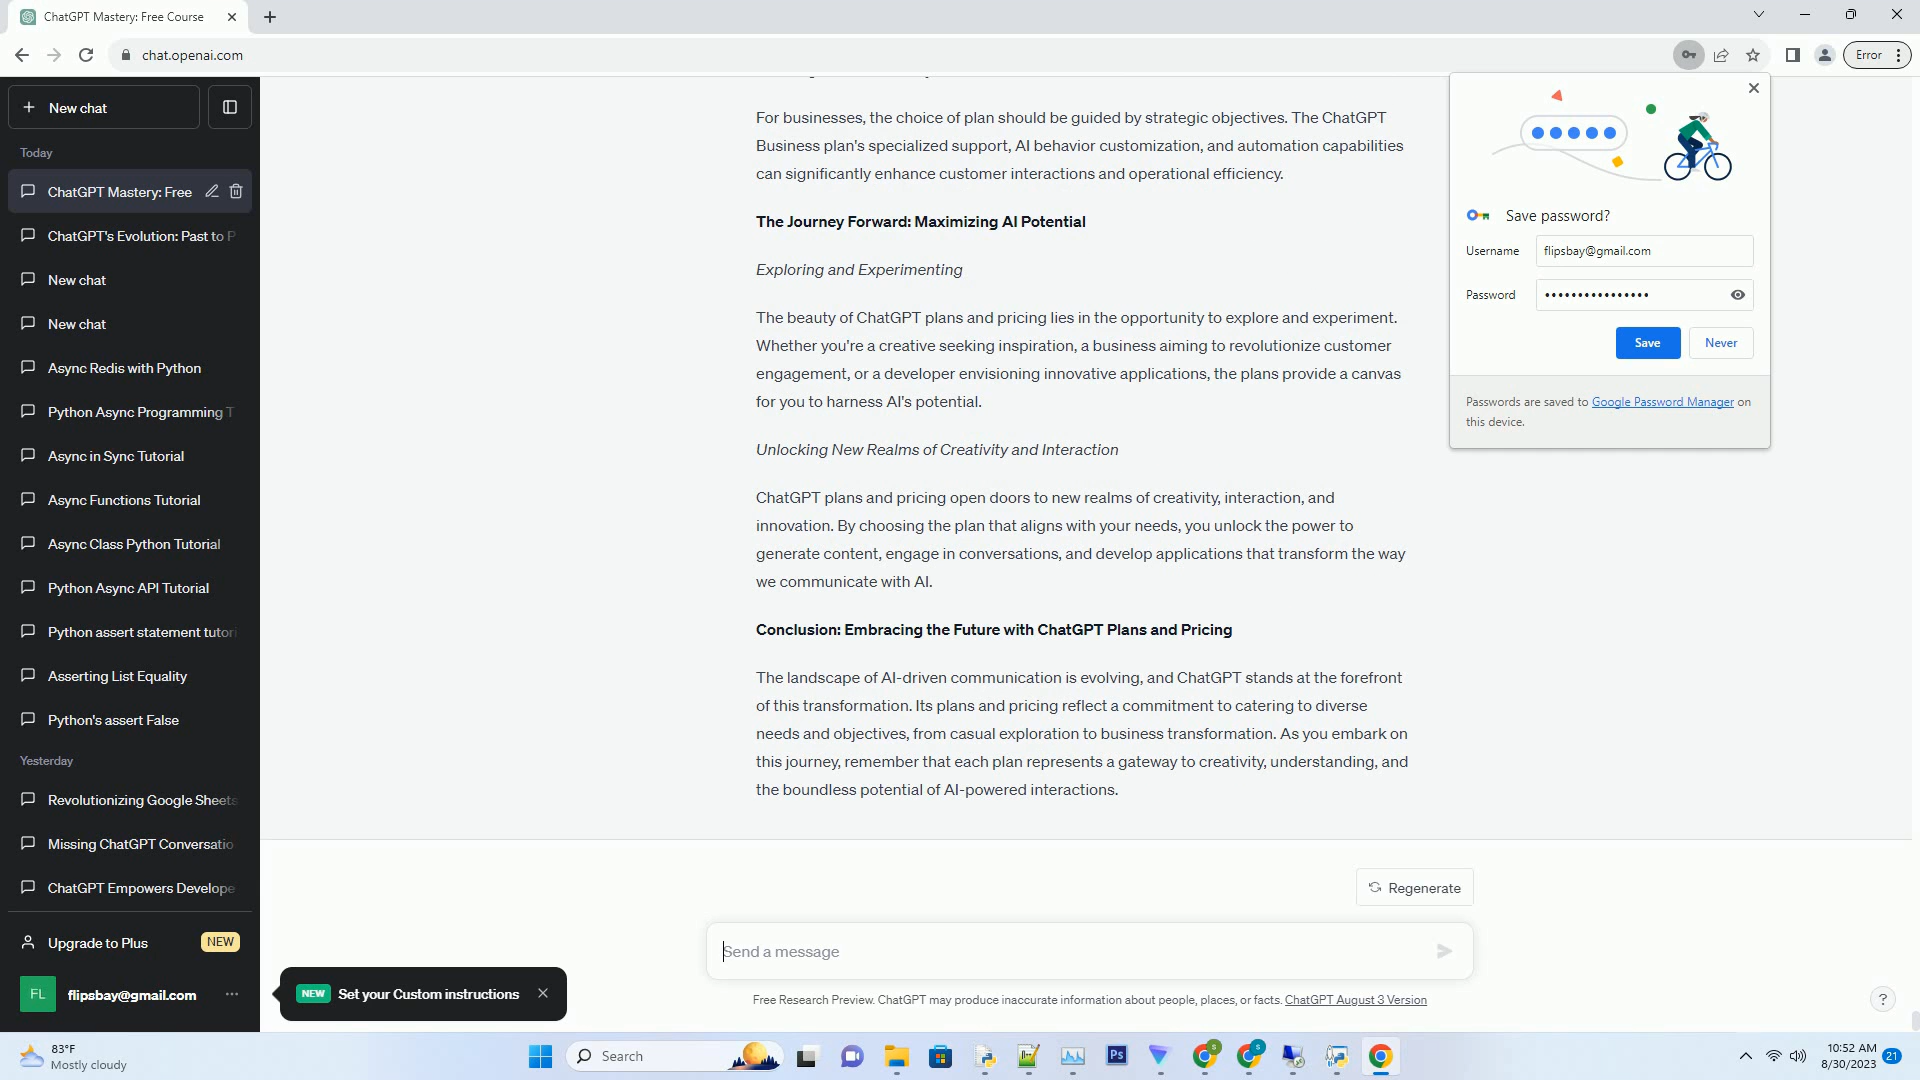 ChatGPT Mastery: Free Course
chat.openai.com
Error
New chat
Today
ChatGPT Mastery: Free
ChatGPT's Evolution: Past to P
New chat
New chat
Async Redis with Python
Python Async Programming T
Async in Sync Tutorial
Async Functions Tutorial
Async Class Python Tutorial
Python Async API Tutorial
Python assert statement tutori
Asserting List Equality
Python's assert False
Yesterday
Revolutionizing Google Sheets
Missing ChatGPT Conversatio
ChatGPT Empowers Develope
Upgrade to Plus NEW
FL flipsbay@gmail.com
For businesses, the choice of plan should be guided by strategic objectives. The ChatGPT
Business plan's specialized support, AI behavior customization, and automation capabilities
can significantly enhance customer interactions and operational efficiency.
The Journey Forward: Maximizing AI Potential
Exploring and Experimenting
The beauty of ChatGPT plans and pricing lies in the opportunity to explore and experiment.
Whether you're a creative seeking inspiration, a business aiming to revolutionize customer
engagement, or a developer envisioning innovative applications, the plans provide a canvas
for you to harness AI's potential.
Unlocking New Realms of Creativity and Interaction
ChatGPT plans and pricing open doors to new realms of creativity, interaction, and
innovation. By choosing the plan that aligns with your needs, you unlock the power to
generate content, engage in conversations, and develop applications that transform the way
we communicate with AI.
Conclusion: Embracing the Future with ChatGPT Plans and Pricing
The landscape of AI-driven communication is evolving, and ChatGPT stands at the forefront
of this transformation. Its plans and pricing reflect a commitment to catering to diverse
needs and objectives, from casual exploration to business transformation. As you embark on
this journey, remember that each plan represents a gateway to creativity, understanding, and
the boundless potential of AI-powered interactions.
Regenerate
Send a message
NEW Set your Custom instructions
Free Research Preview. ChatGPT may produce inaccurate information about people, places, or facts. ChatGPT August 3 Version
?
Save password?
Username flipsbay@gmail.com
Password ••••••••••••••••
Save Never
Passwords are saved to Google Password Manager on
this device.
83°F
Mostly cloudy
Search
Ps
S
S
10:52 AM
8/30/2023
21